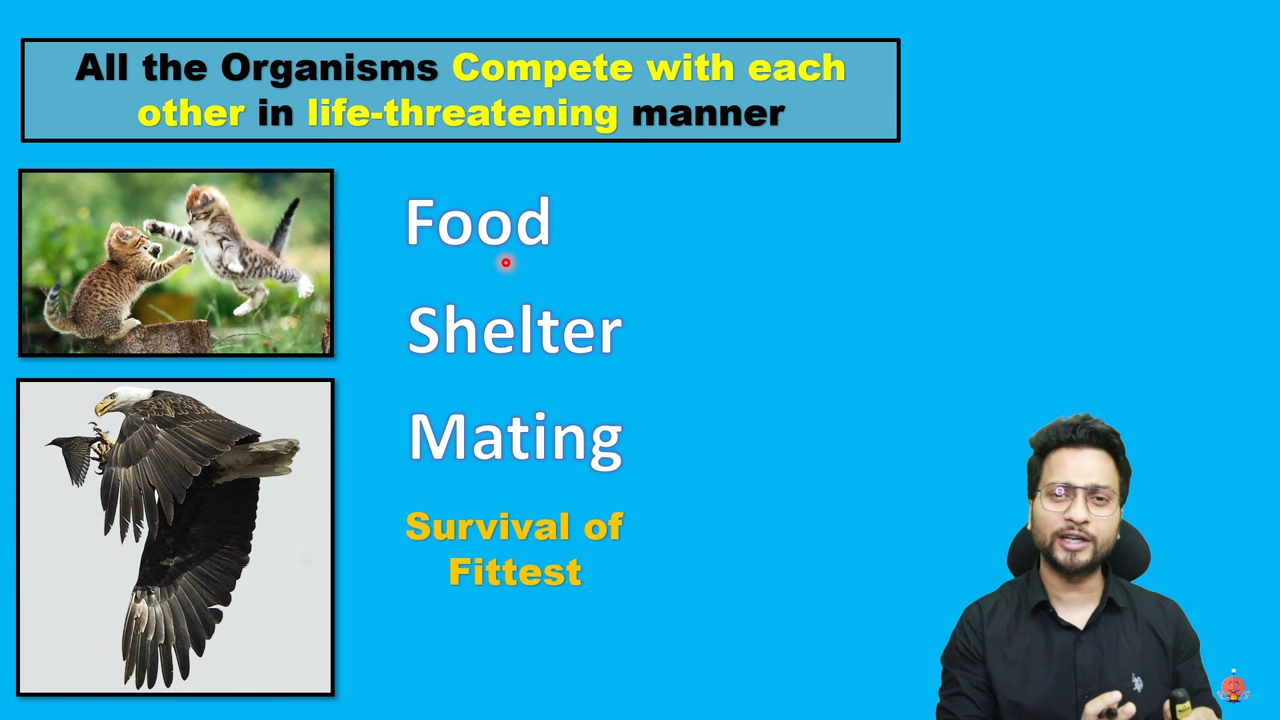 All the Organisms Compete with each
other in life-threatening manner
Food
Shelter
Mating
Survival of
Fittest